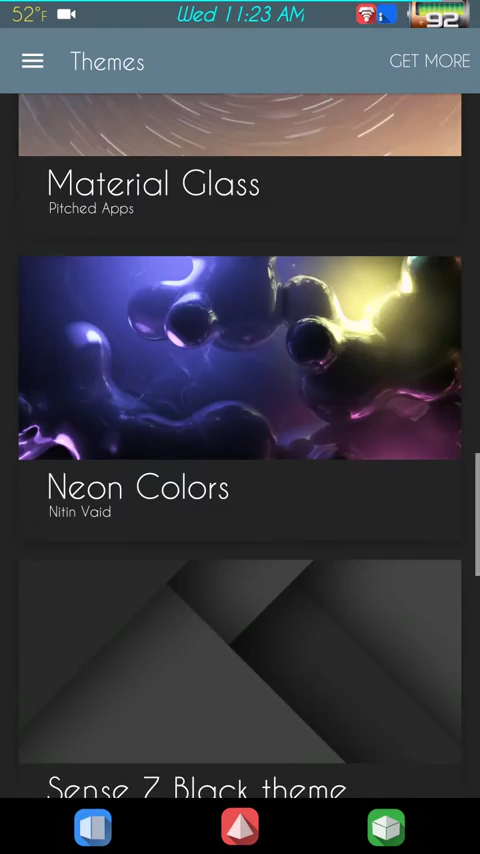 52°F Wed 11:23 AM 92
Themes GET MORE
Material Glass
Pitched Apps
Neon Colors
Nitin Vaid
Sense 7 Black theme